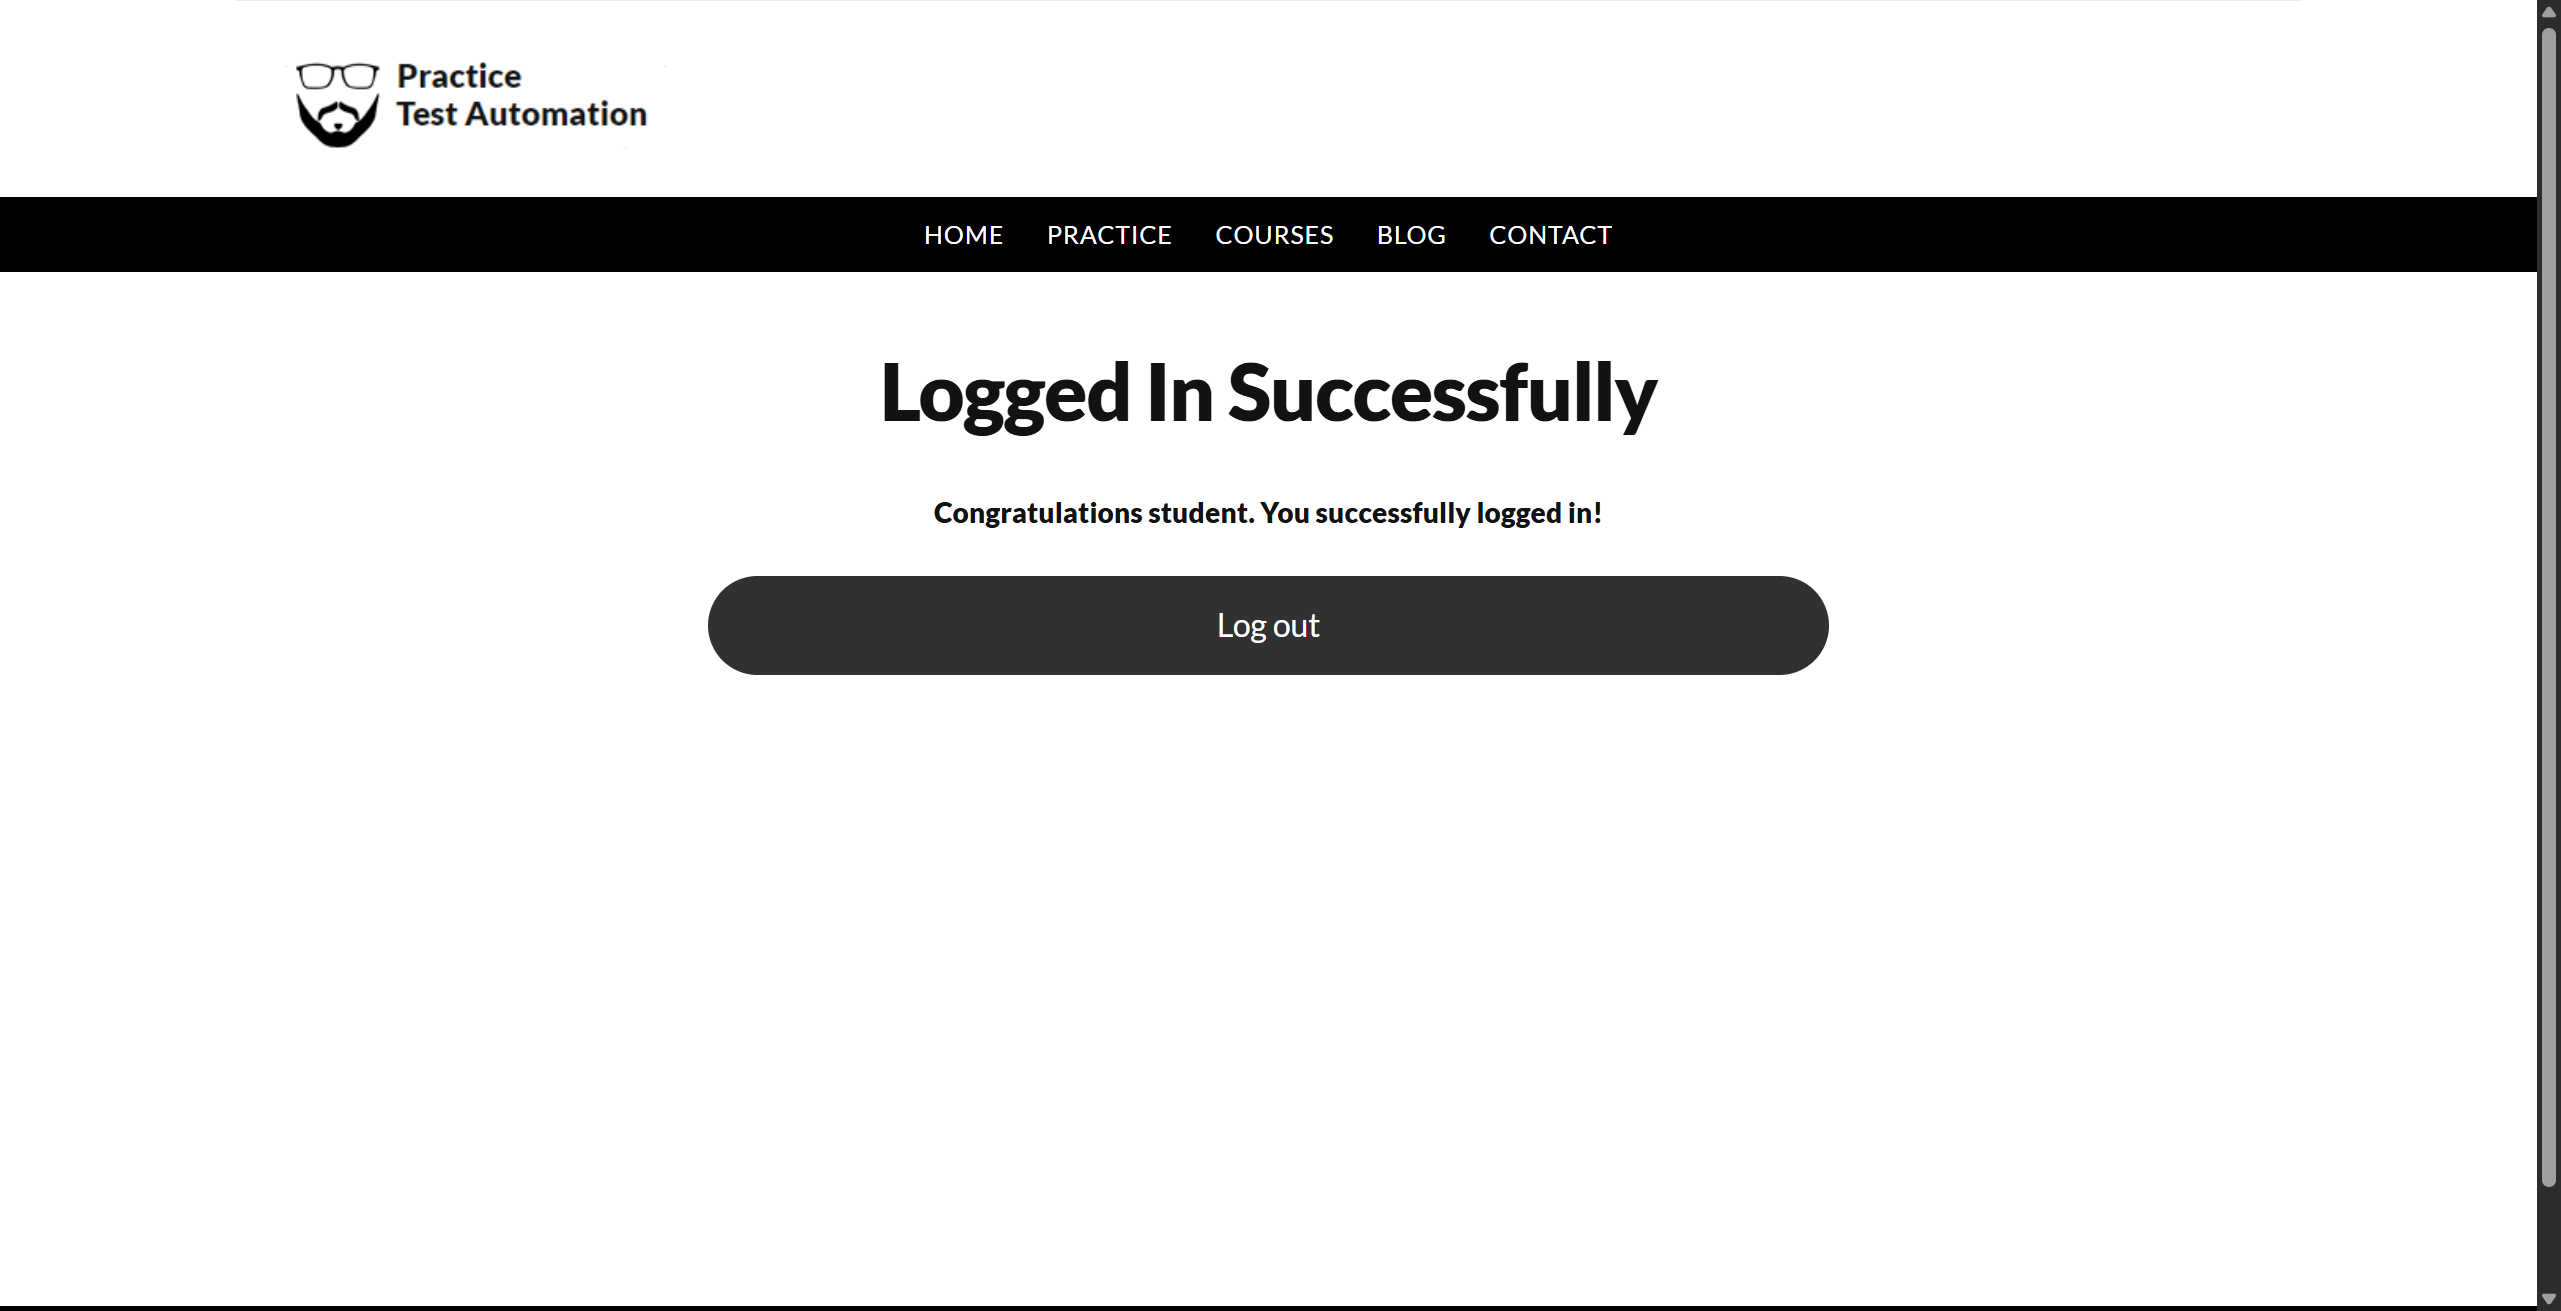 Practice
Test Automation
HOME PRACTICE COURSES BLOG CONTACT
Logged In Successfully
Congratulations student. You successfully logged in!
Log out